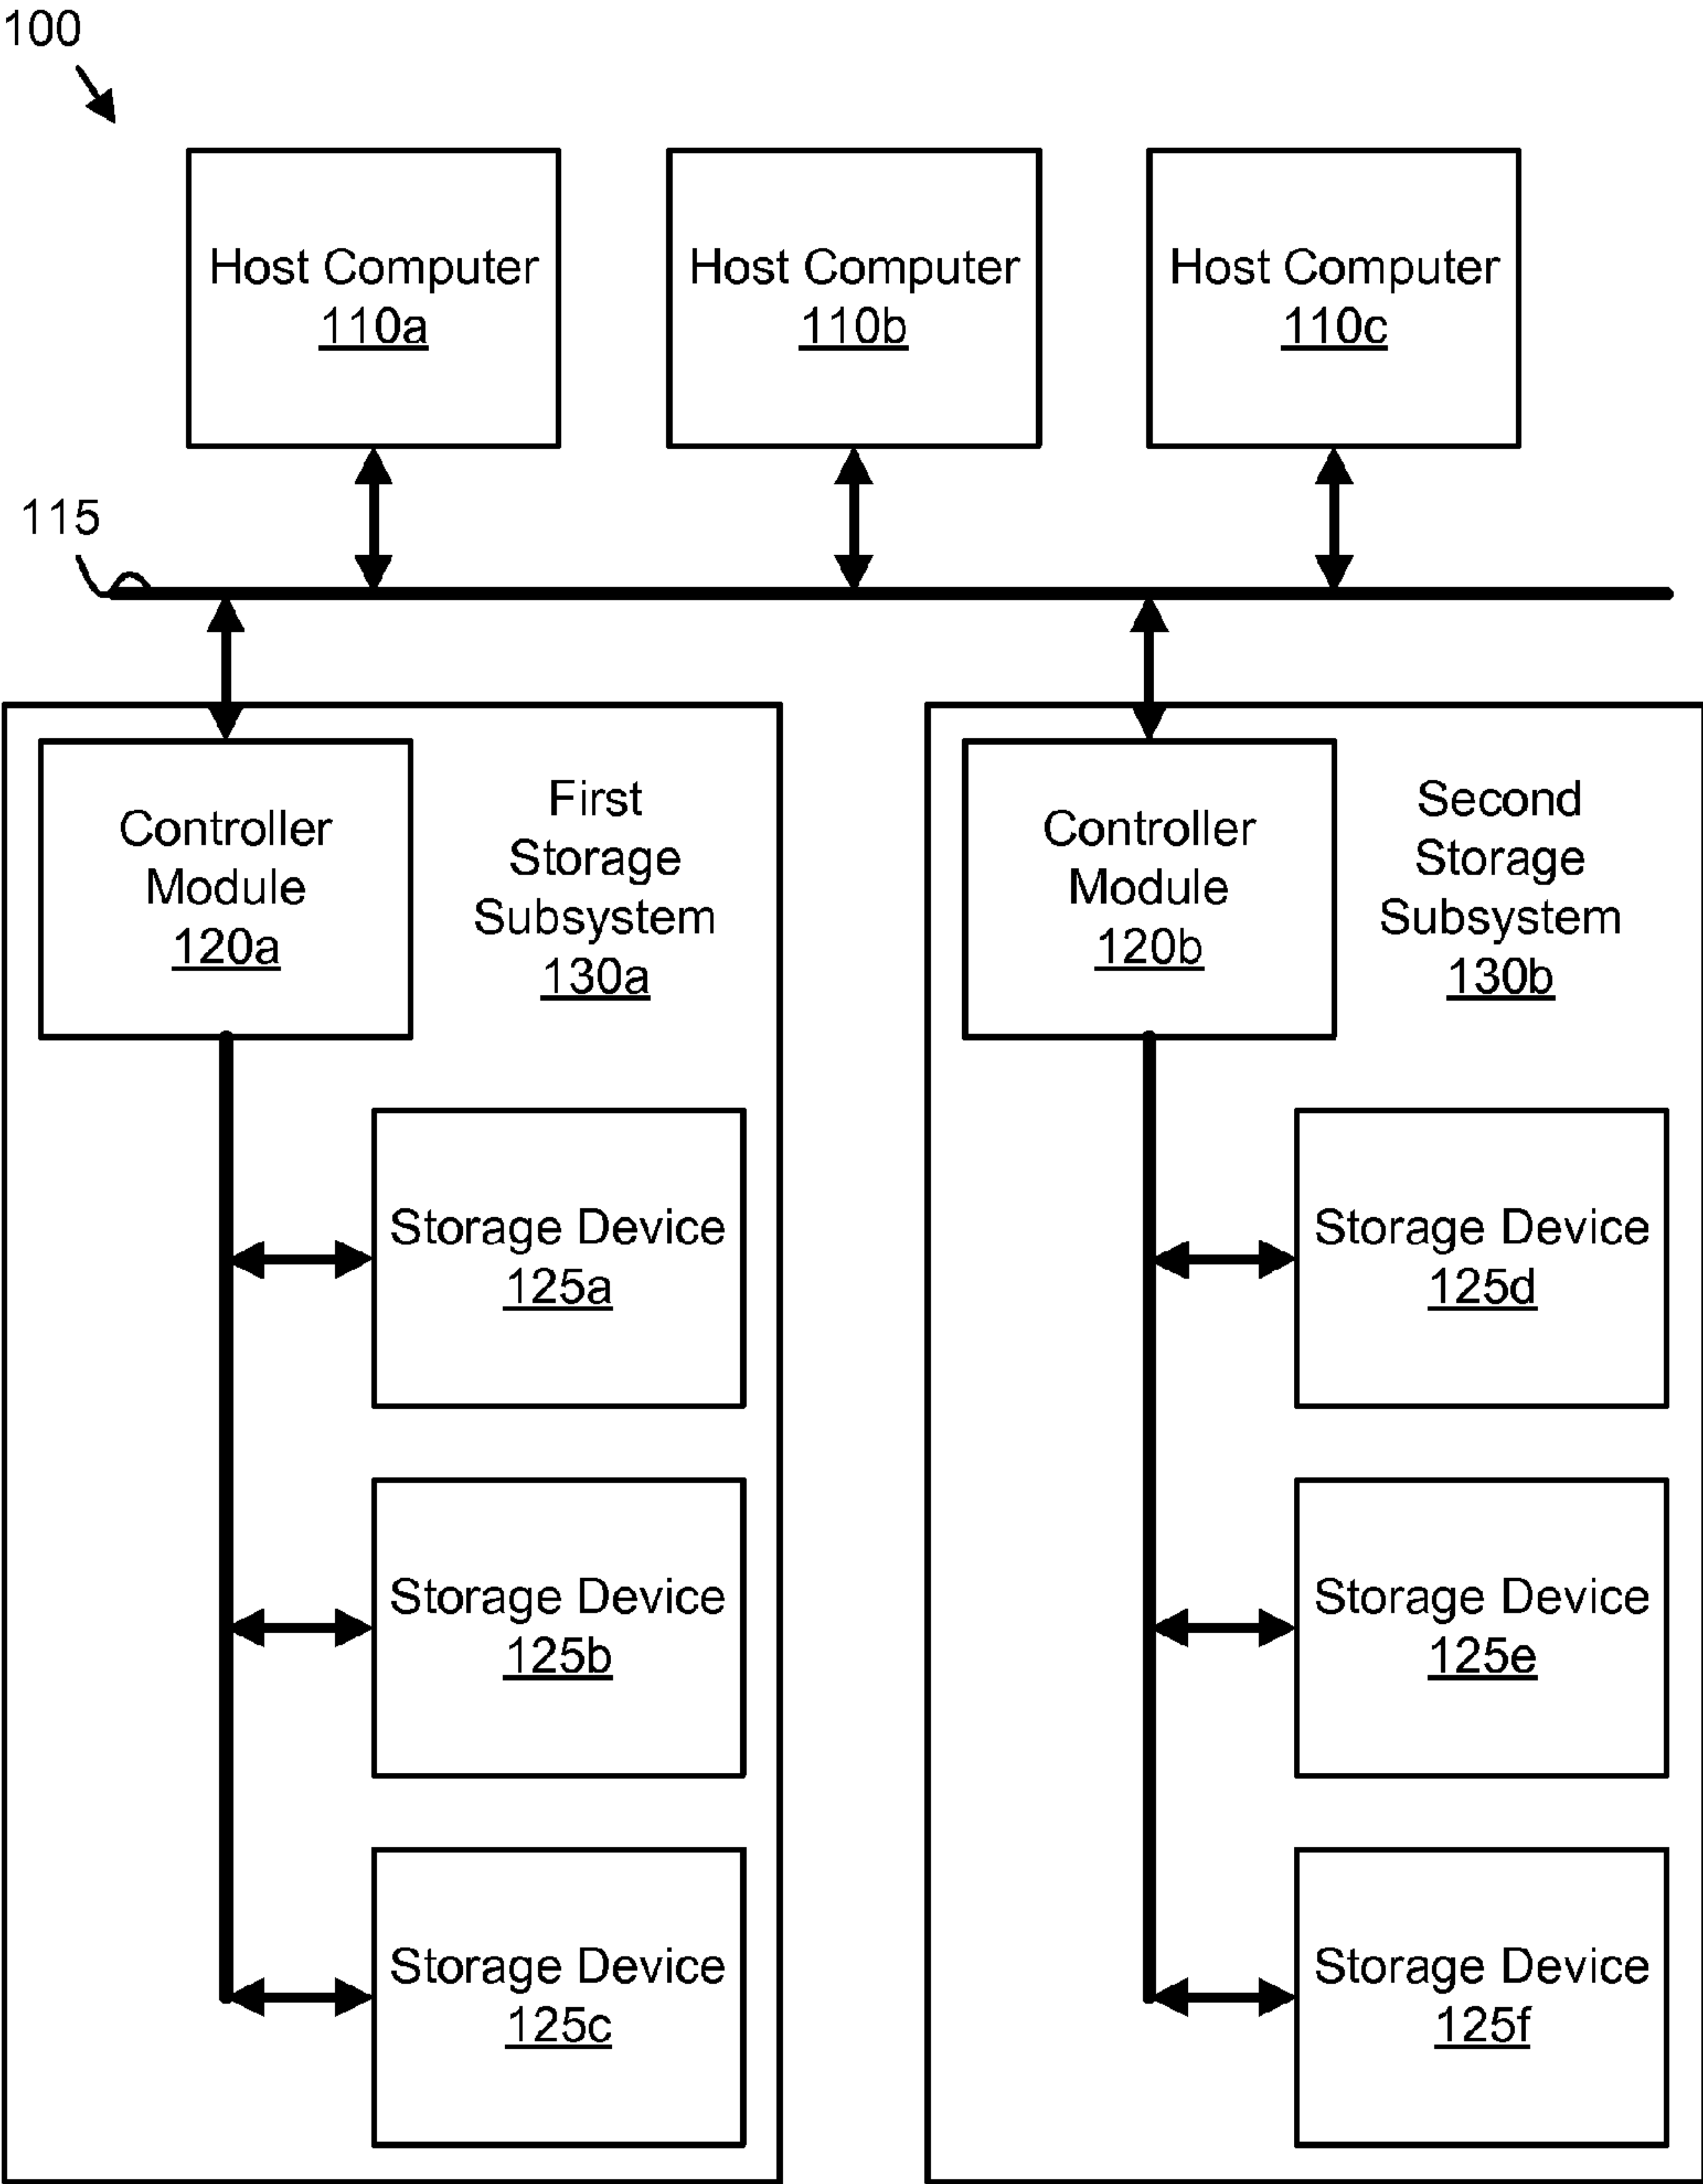 100
Host Computer
110a
Host Computer
110b
Host Computer
110c
115
Controller
Module
120a
First
Storage
Subsystem
130a
Controller
Module
120b
Second
Storage
Subsystem
130b
Storage Device
125a
Storage Device
125b
Storage Device
125c
Storage Device
125d
Storage Device
125e
Storage Device
125f